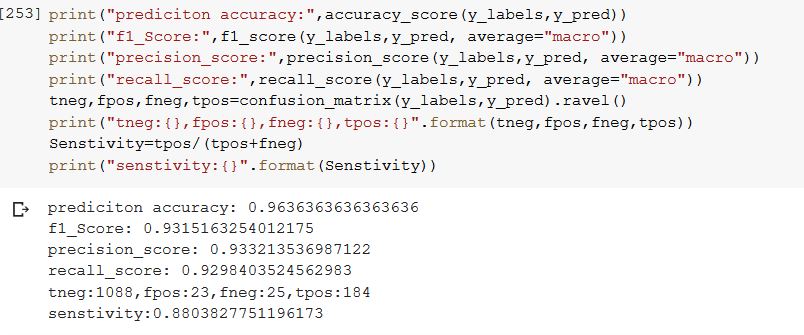 [253] print("prediciton accuracy:",accuracy_score(y_labels,y_pred))
print("f1_Score:",f1_score(y_labels,y_pred, average="macro"))
print("precision_score:",precision_score(y_labels,y_pred, average="macro"))
print("recall_score:",recall_score(y_labels,y_pred, average="macro"))
tneg,fpos,fneg,tpos=confusion_matrix(y_labels,y_pred).ravel()
print("tneg:{},fpos:{},fneg:{},tpos:{}".format(tneg,fpos,fneg,tpos))
Senstivity=tpos/(tpos+fneg)
print("senstivity:{}".format(Senstivity))
prediciton accuracy: 0.9636363636363636
f1_Score: 0.9315163254012175
precision_score: 0.933213536987122
recall_score: 0.9298403524562983
tneg:1088,fpos:23,fneg:25,tpos:184
senstivity:0.8803827751196173